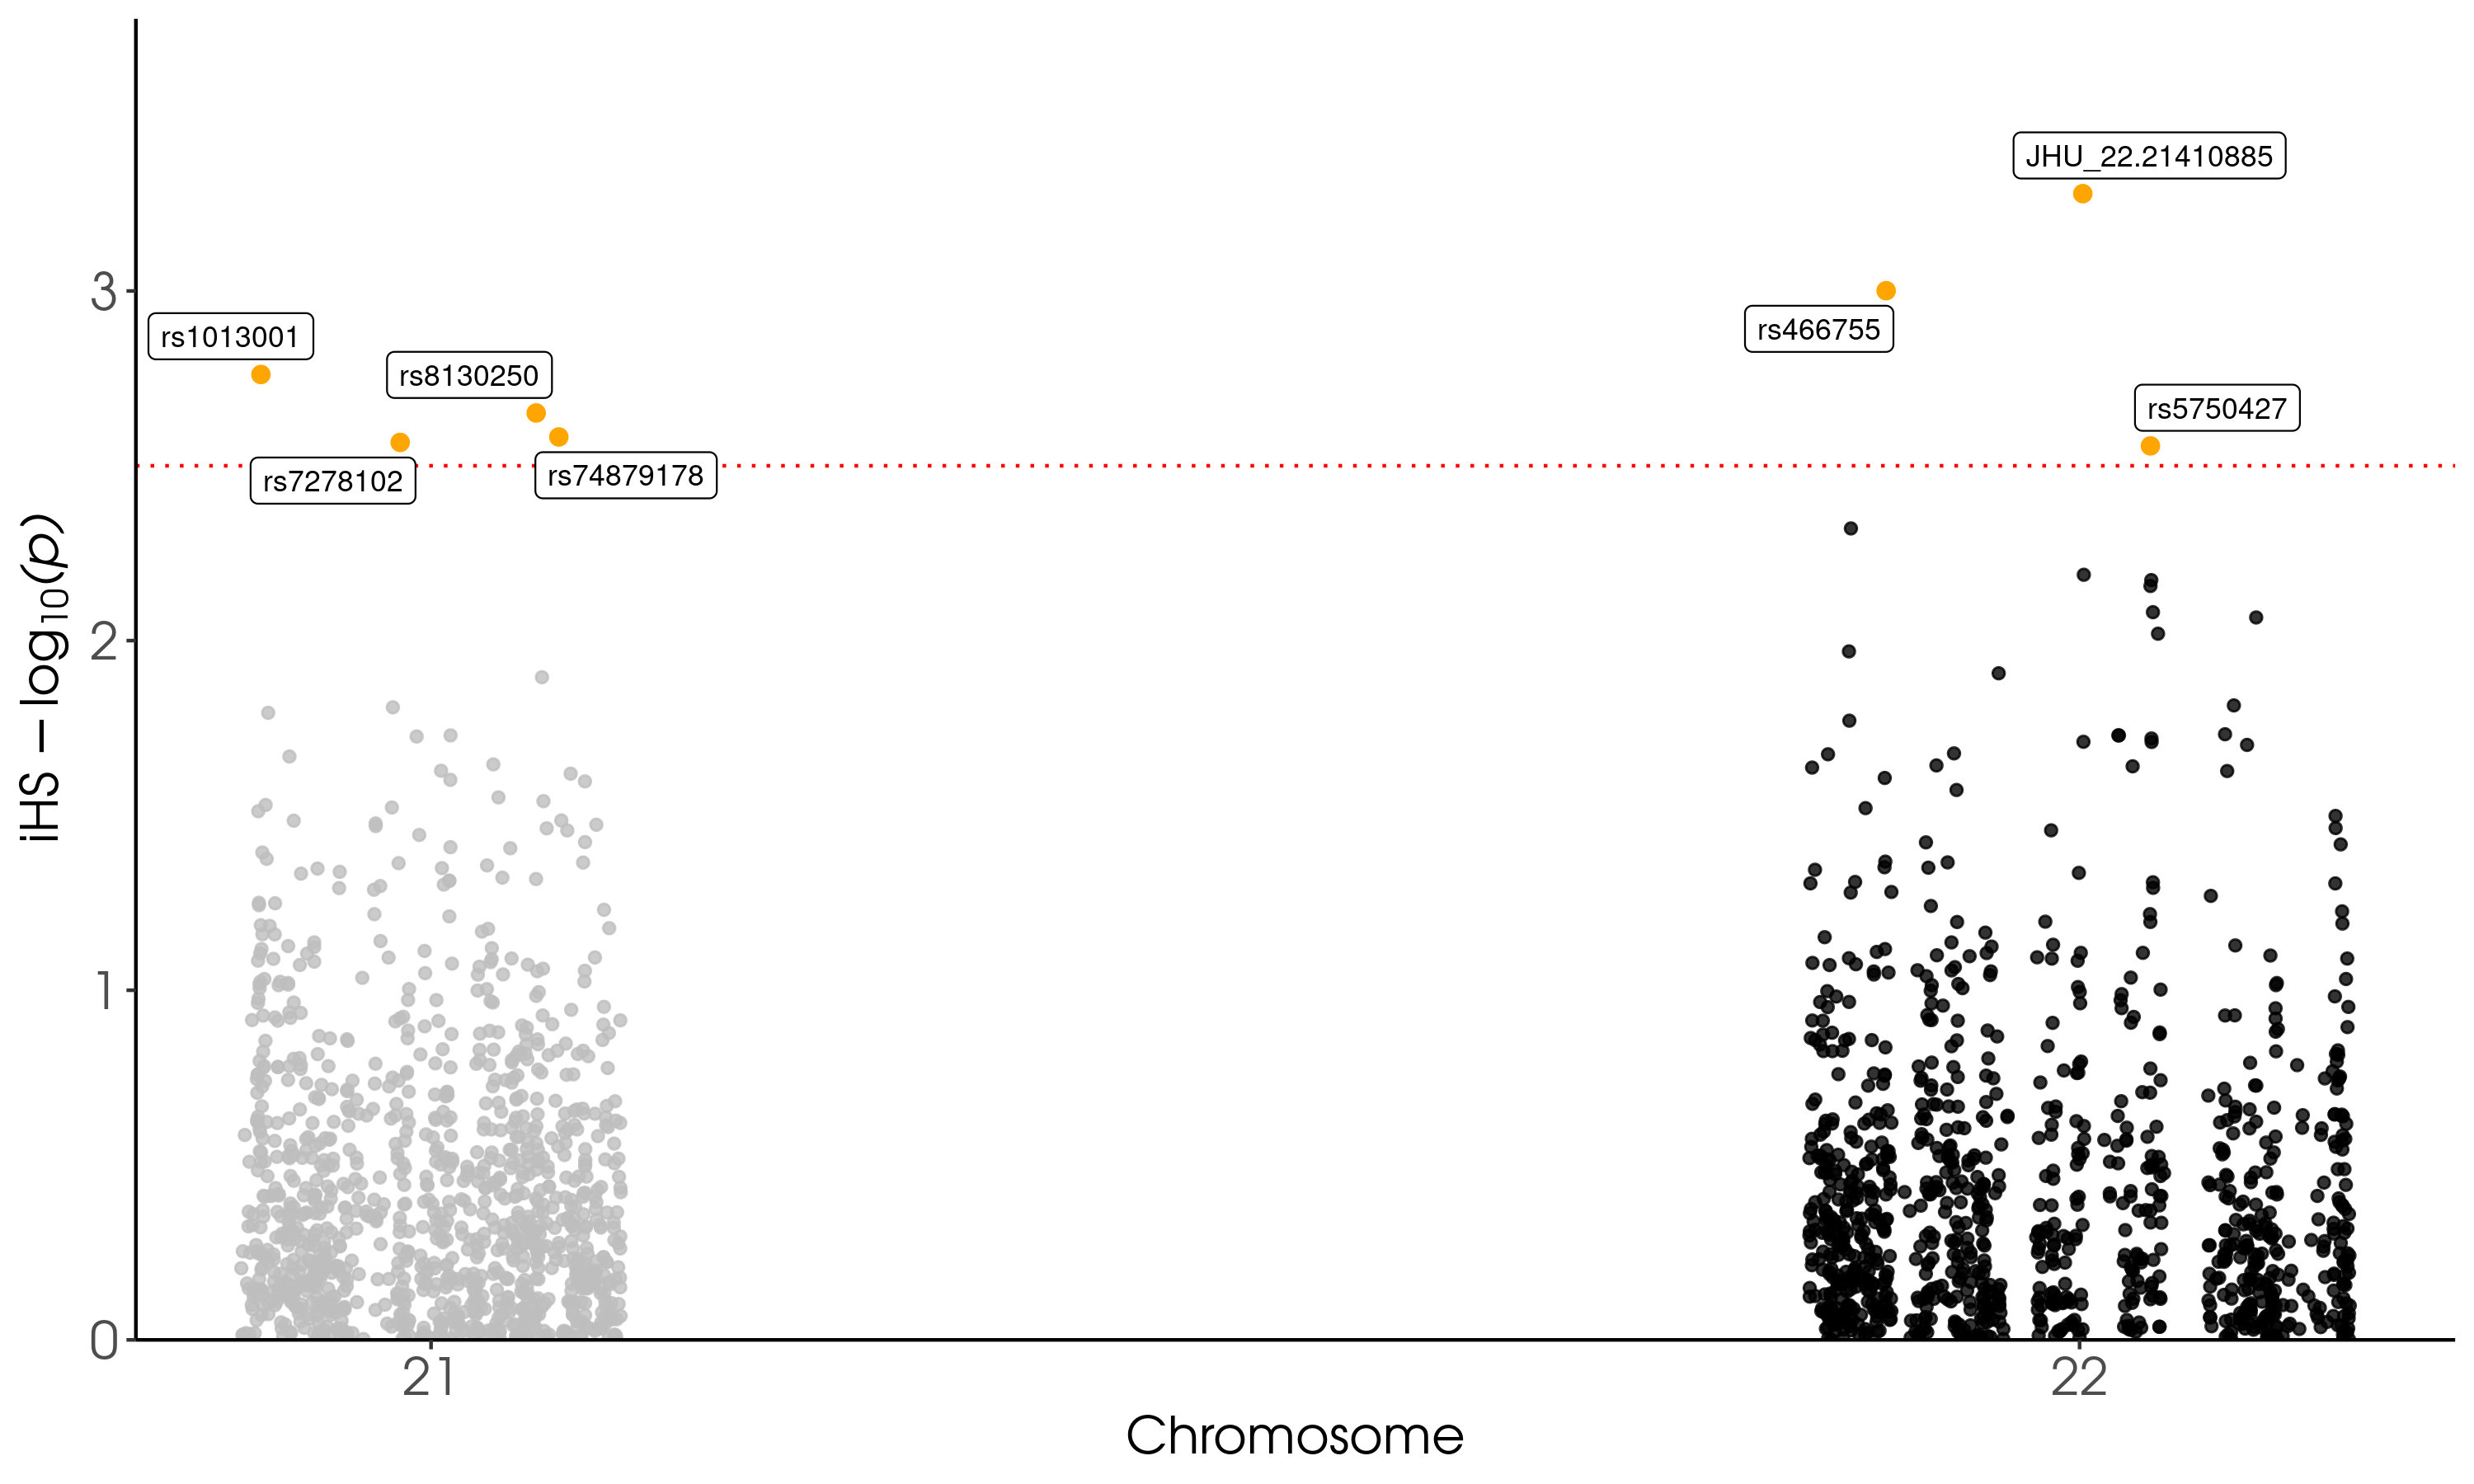 JHU_22.21410885
3
rs1013001
rs466755
rs8130250
rs5750427
rs7278102
rs74879178
iHS − log10(p)
2
1
0
21
22
Chromosome